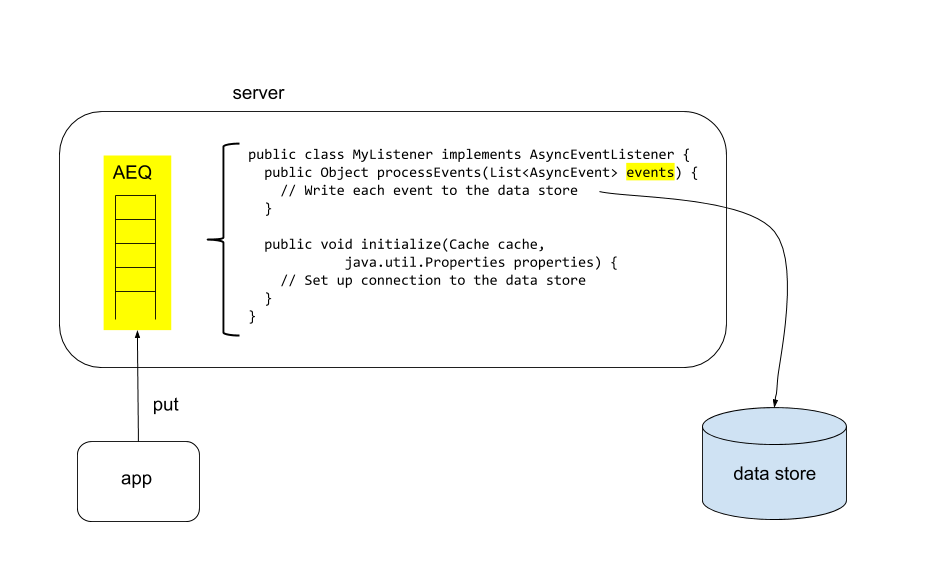 server
AEQ
public class MyListener implements AsyncEventListener {
public Object processEvents(List<AsyncEvent> events) {
// Write each event to the data store
}
public void initialize(Cache cache,
java.util.Properties properties) {
// Set up connection to the data store
}
}
put
app
data store